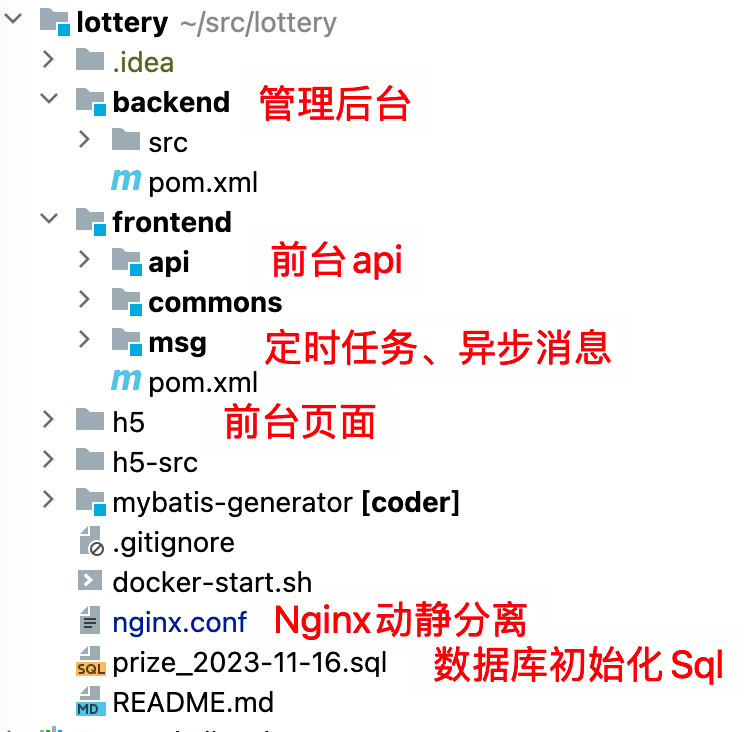 lottery ~/src/lottery
.idea
backend 管理后台
src
pom.xml
frontend
api 前台api
commons
msg 定时任务、异步消息
pom.xml
h5 前台页面
h5-src
mybatis-generator [coder]
.gitignore
docker-start.sh
nginx.conf Nginx动静分离
prize_2023-11-16.sql 数据库初始化Sql
README.md